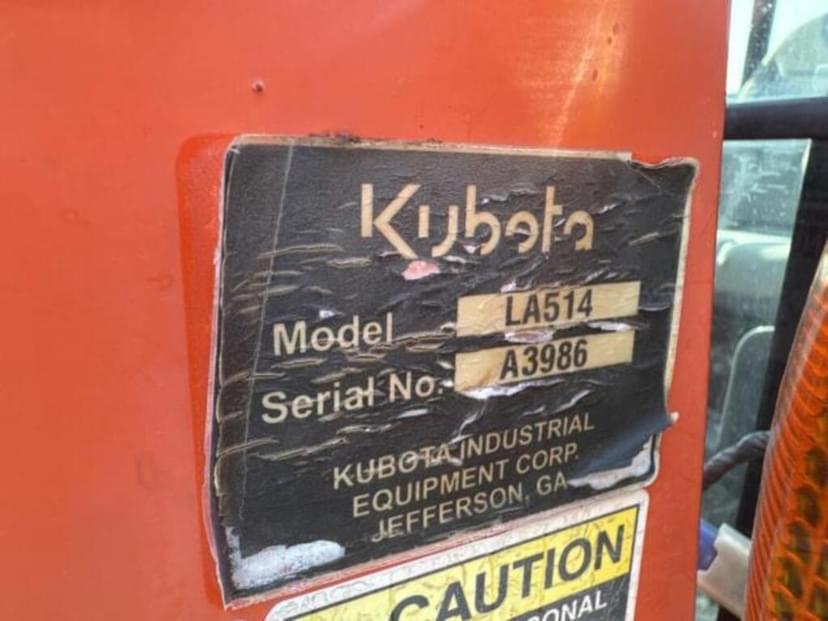 Kubota
Model LA514
Serial No. A3986
KUBOTA INDUSTRIAL
EQUIPMENT CORP.
JEFFERSON, GA
CAUTION